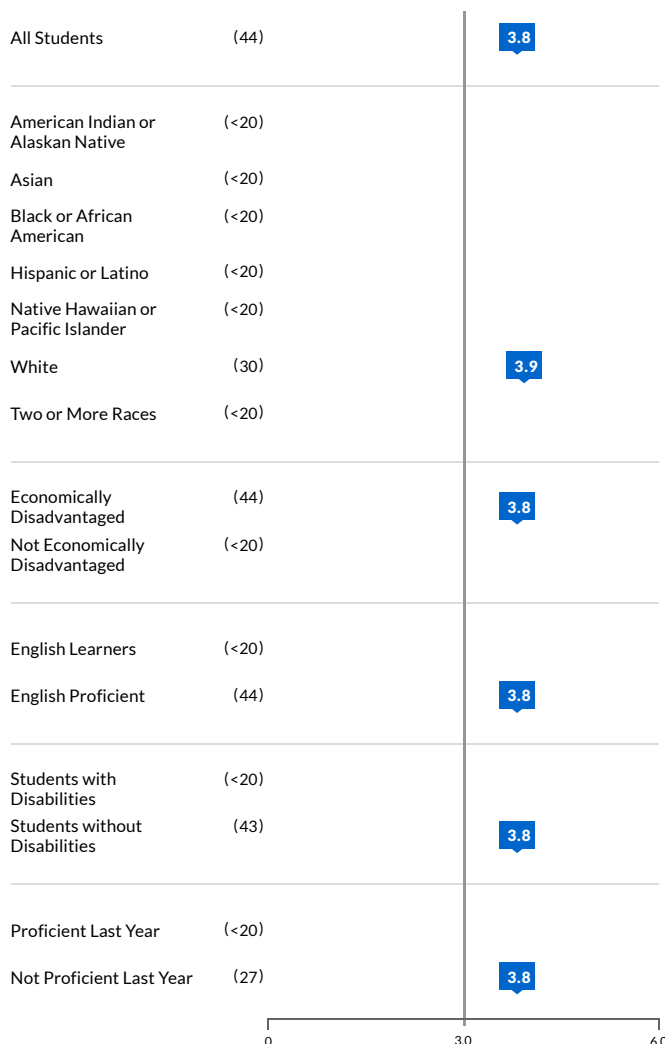 All Students (44) 3.8
American Indian or (<20)
Alaskan Native
Asian (<20)
Black or African (<20)
American
Hispanic or Latino (<20)
Native Hawaiian or (<20)
Pacific Islander
White (30) 3.9
Two or More Races (<20)
Economically (44) 3.8
Disadvantaged
Not Economically (<20)
Disadvantaged
English Learners (<20)
English Proficient (44) 3.8
Students with (<20)
Disabilities
Students without (43) 3.8
Disabilities
Proficient Last Year (<20)
Not Proficient Last Year (27) 3.8
0 3.0 6.0